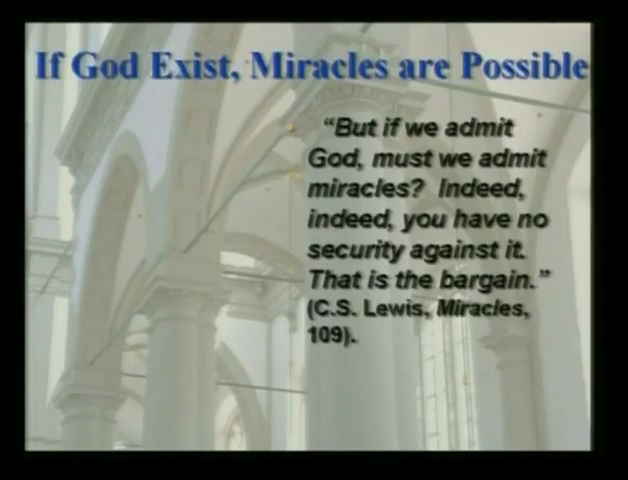 If God Exist, Miracles are Possible
“But if we admit
God, must we admit
miracles? Indeed,
indeed, you have no
security against it.
That is the bargain.”
(C.S. Lewis, Miracles,
109).